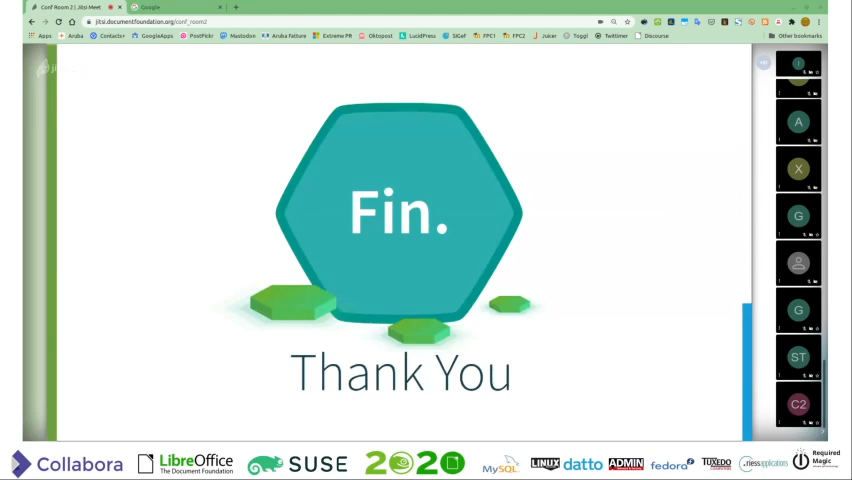 Conf Room 2 | Jitsi Meet
Google
jitsi.documentfoundation.org/conf_room2
Apps Aruba Contacts+ GoogleApps PostPickr Mastodon Aruba Fatture Extreme PR Oktopost LucidPress SIGef FPC1 FPC2 Juker Toggl Twittimer Discourse Other bookmarks
Fin.
Thank You
I
A
X
G
G
ST
C2
Collabora
LibreOffice
The Document Foundation
SUSE
2020
MySQL
LINUX
datto
ADMIN
fedora
TUXEDO
riessapplications
Required
Magic